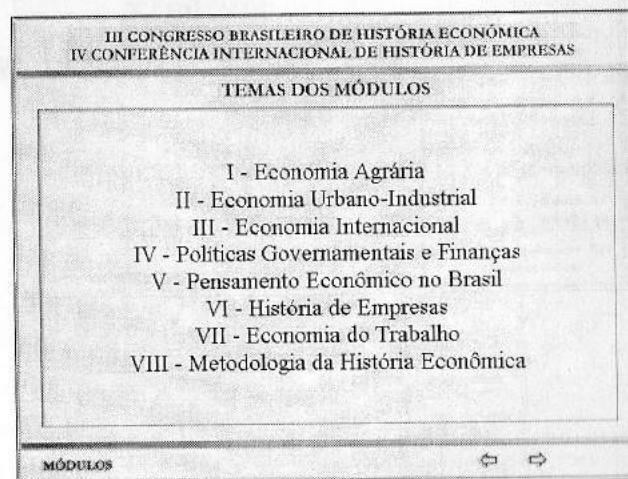 III CONGRESSO BRASILEIRO DE HISTÓRIA ECONÔMICA
IV CONFERÊNCIA INTERNACIONAL DE HISTÓRIA DE EMPRESAS
TEMAS DOS MÓDULOS
I - Economia Agrária
II - Economia Urbano-Industrial
III - Economia Internacional
IV - Políticas Governamentais e Finanças
V - Pensamento Econômico no Brasil
VI - História de Empresas
VII - Economia do Trabalho
VIII - Metodologia da História Econômica
MÓDULOS